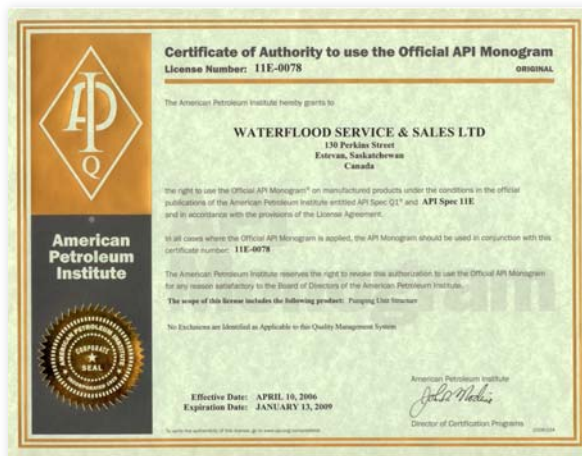 Certificate of Authority to use the Official API Monogram
License Number: 11E-0078
ORIGINAL
The American Petroleum Institute hereby grants to
WATERFLOOD SERVICE & SALES LTD
130 Perkins Street
Estevan, Saskatchewan
Canada
the right to use the Official API Monogram® on manufactured products under the conditions in the official
publications of the American Petroleum Institute entitled API Spec Q1® and API Spec 11E
and in accordance with the provisions of the License Agreement.
In all cases where the Official API Monogram is applied, the API Monogram should be used in conjunction with this
certificate number: 11E-0078
The American Petroleum Institute reserves the right to revoke this authorization to use the Official API Monogram
for any reason satisfactory to the Board of Directors of the American Petroleum Institute.
The scope of this license includes the following product: Pumping Unit Structure
No Exclusions are Identified as Applicable to this Quality Management System
Effective Date: APRIL 10, 2006
Expiration Date: JANUARY 13, 2009
American Petroleum Institute
Director of Certification Programs
API
Q
American
Petroleum
Institute
AMERICAN PETROLEUM INSTITUTE
CORPORATE
SEAL